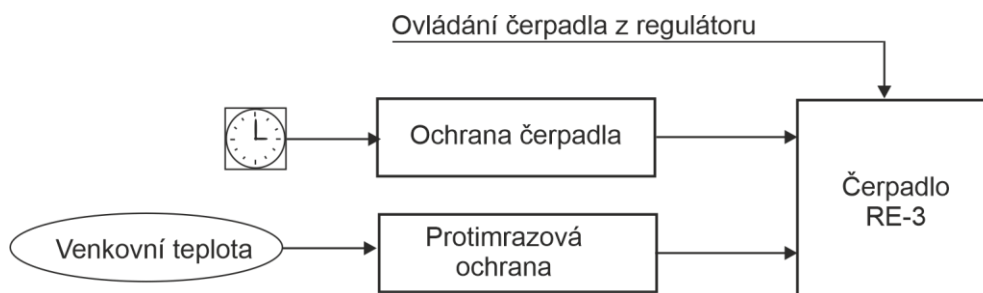 Ovládání čerpadla z regulátoru
Ochrana čerpadla
Čerpadlo
RE-3
Venkovní teplota
Protimrazová
ochrana